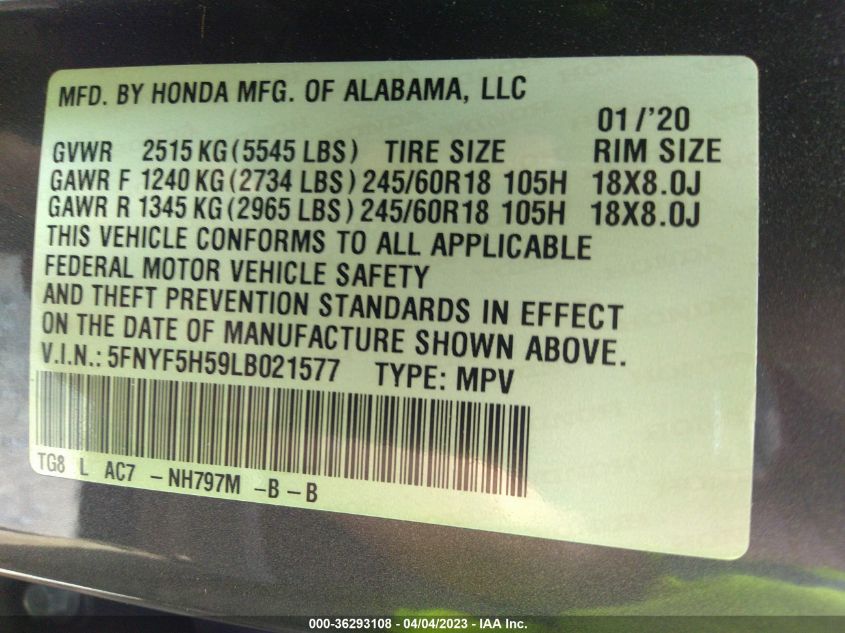 MFD. BY HONDA MFG. OF ALABAMA, LLC
01/'20
GVWR 2515 KG (5545 LBS) TIRE SIZE RIM SIZE
GAWR F 1240 KG (2734 LBS) 245/60R18 105H 18X8.0J
GAWR R 1345 KG (2965 LBS) 245/60R18 105H 18X8.0J
THIS VEHICLE CONFORMS TO ALL APPLICABLE
FEDERAL MOTOR VEHICLE SAFETY
AND THEFT PREVENTION STANDARDS IN EFFECT
ON THE DATE OF MANUFACTURE SHOWN ABOVE.
V.I.N.: 5FNYF5H59LB021577 TYPE: MPV
TG8 L AC7 – NH797M – B – B
000-36293108 - 04/04/2023 - IAA Inc.